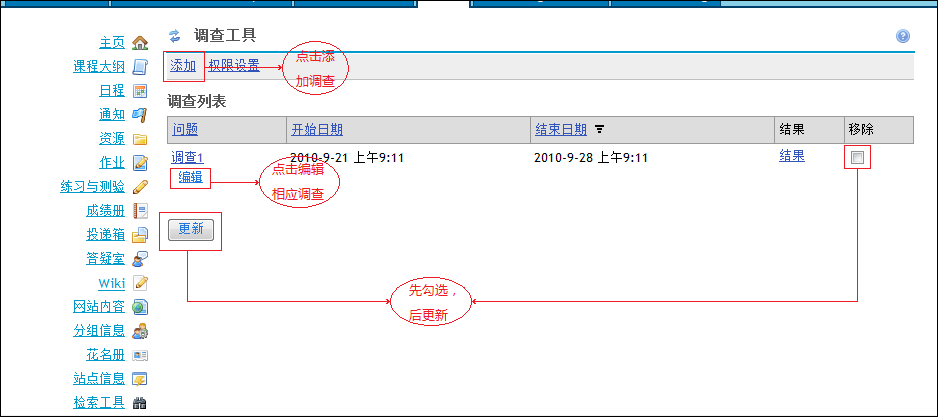 主页
课程大纲
日程
通知
资源
作业
练习与测验
成绩册
投递箱
答疑室
Wiki
网站内容
分组信息
花名册
站点信息
检索工具
调查工具
添加 权限设置
点击添
加调查
调查列表
问题 开始日期 结束日期 结果 移除
调查1 2010-9-21 上午9:11 2010-9-28 上午9:11 结果
编辑
点击编辑
相应调查
更新
先勾选，
后更新